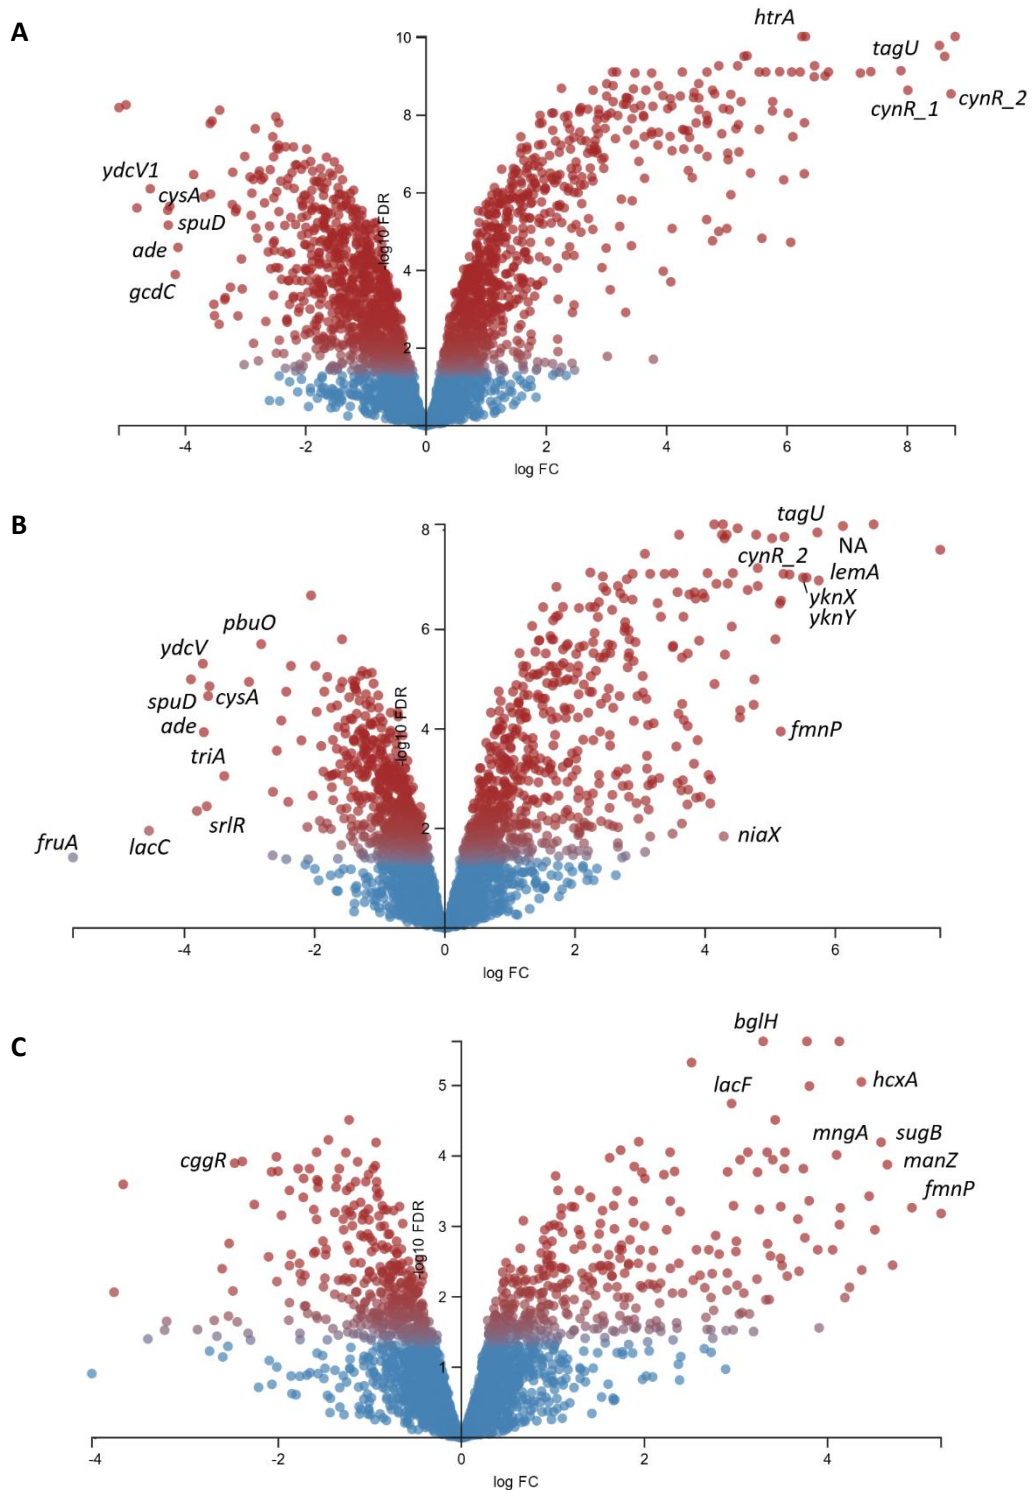 A
htrA
10
tagU
cynR_1
cynR_2
8
ydcV1
cysA
6
spuD
-log10 FDR
ade
4
gcdC
2
-4
-2
0
2
4
6
8
log FC
B
tagU
8
NA
cynR_2
lemA
yknX
yknY
pbuO
6
ydcV
spuD
cysA
-log10 FDR
ade
4
fmnP
triA
srlR
2
niaX
fruA
lacC
-4
-2
0
2
4
6
log FC
C
bglH
5
lacF
hcxA
mngA
sugB
cggR
4
manZ
fmnP
3
-log10 FDR
2
1
-4
-2
0
2
4
log FC